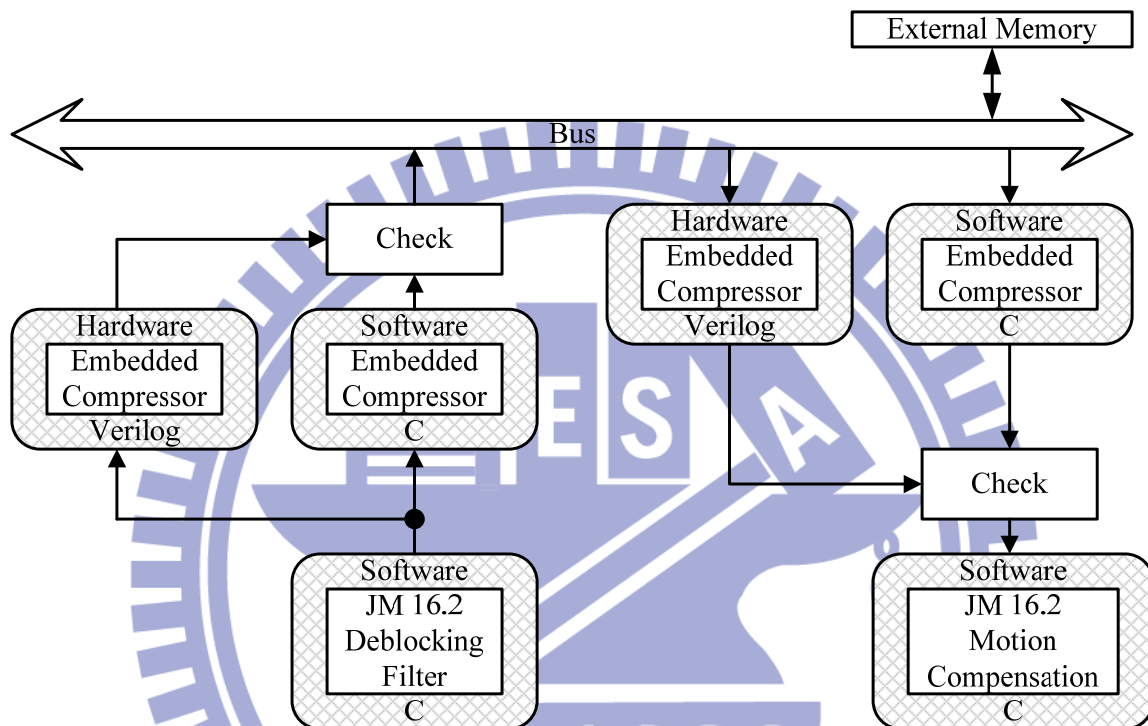 External Memory
Bus
Check
Hardware
Embedded
Compressor
Verilog
Software
Embedded
Compressor
C
Hardware
Embedded
Compressor
Verilog
Software
Embedded
Compressor
C
Check
Software
JM 16.2
Deblocking
Filter
C
Software
JM 16.2
Motion
Compensation
C
E S A